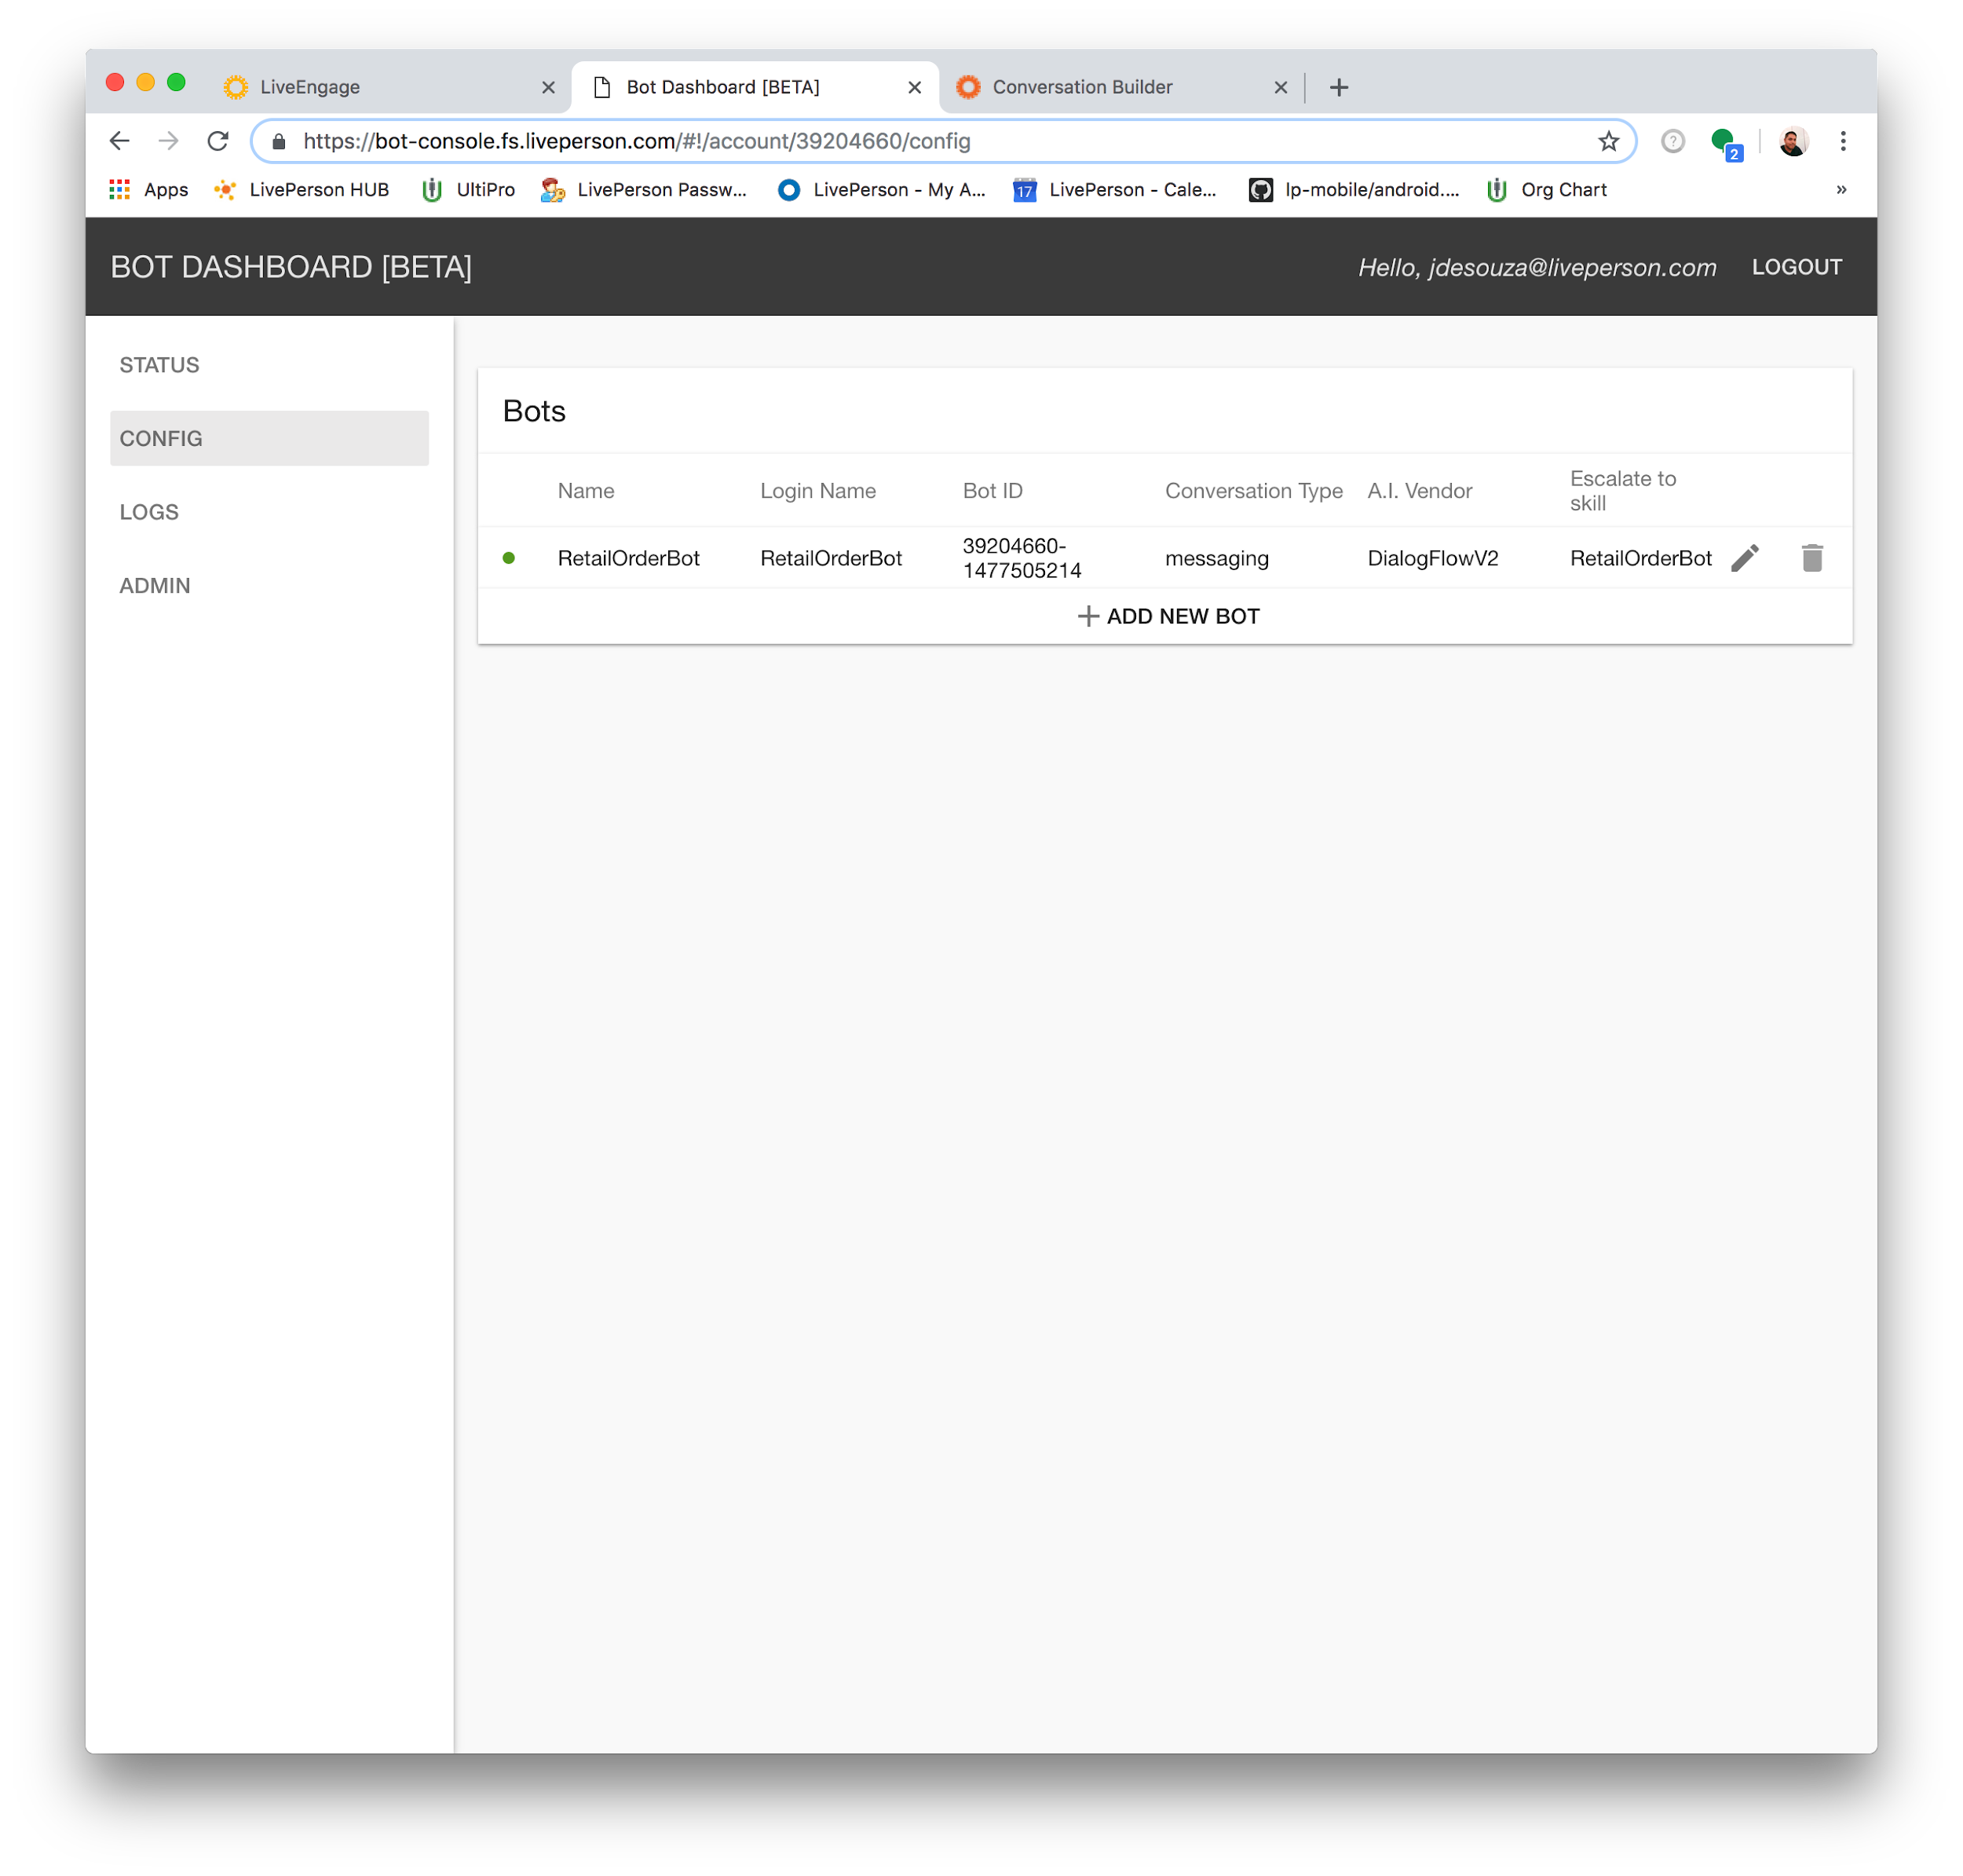 LiveEngage
Bot Dashboard [BETA]
Conversation Builder
https://bot-console.fs.liveperson.com/#!/account/39204660/config
2
Apps
LivePerson HUB
UltiPro
LivePerson Passw...
LivePerson - My A...
17
LivePerson - Cale...
lp-mobile/android....
Org Chart
»
BOT DASHBOARD [BETA]
Hello, jdesouza@liveperson.com
LOGOUT
STATUS
CONFIG
LOGS
ADMIN
Bots
Name
Login Name
Bot ID
Conversation Type
A.I. Vendor
Escalate to
skill
RetailOrderBot
RetailOrderBot
39204660-
1477505214
messaging
DialogFlowV2
RetailOrderBot
ADD NEW BOT